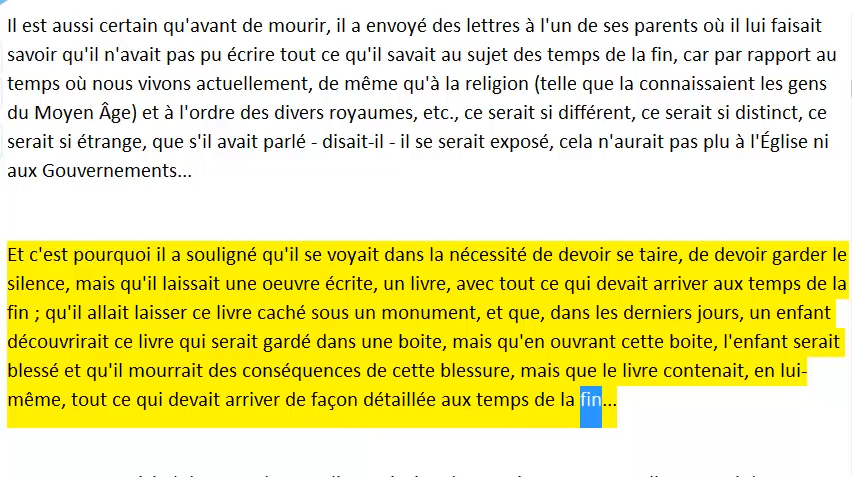 Il est aussi certain qu'avant de mourir, il a envoyé des lettres à l'un de ses parents où il lui faisait
savoir qu'il n'avait pas pu écrire tout ce qu'il savait au sujet des temps de la fin, car par rapport au
temps où nous vivons actuellement, de même qu'à la religion (telle que la connaissaient les gens
du Moyen Âge) et à l'ordre des divers royaumes, etc., ce serait si différent, ce serait si distinct, ce
serait si étrange, que s'il avait parlé - disait-il - il se serait exposé, cela n'aurait pas plu à l'Église ni
aux Gouvernements...
Et c'est pourquoi il a souligné qu'il se voyait dans la nécessité de devoir se taire, de devoir garder le
silence, mais qu'il laissait une oeuvre écrite, un livre, avec tout ce qui devait arriver aux temps de la
fin ; qu'il allait laisser ce livre caché sous un monument, et que, dans les derniers jours, un enfant
découvrirait ce livre qui serait gardé dans une boite, mais qu'en ouvrant cette boite, l'enfant serait
blessé et qu'il mourrait des conséquences de cette blessure, mais que le livre contenait, en lui-
même, tout ce qui devait arriver de façon détaillée aux temps de la fin...